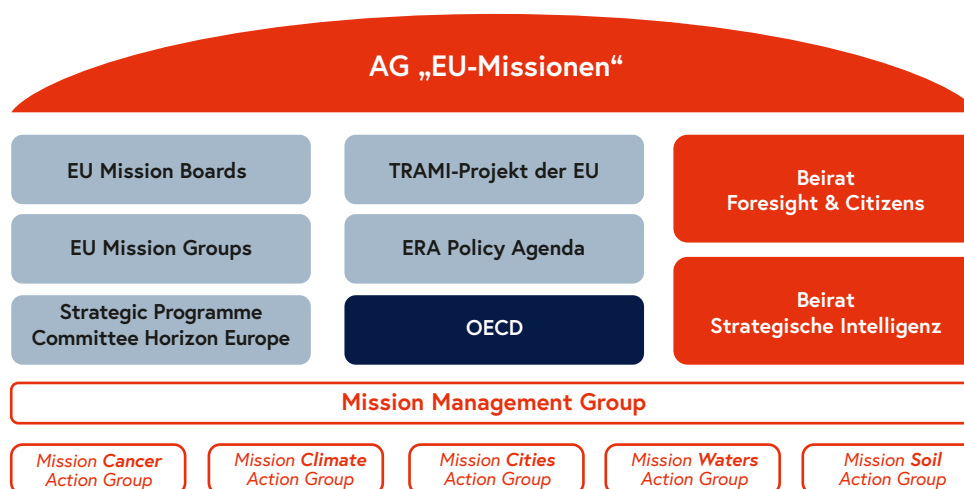 AG „EU-Missionen“
EU Mission Boards
TRAMI-Projekt der EU
Beirat
Foresight & Citizens
EU Mission Groups
ERA Policy Agenda
Strategic Programme
Committee Horizon Europe
OECD
Beirat
Strategische Intelligenz
Mission Management Group
Mission Cancer
Action Group
Mission Climate
Action Group
Mission Cities
Action Group
Mission Waters
Action Group
Mission Soil
Action Group